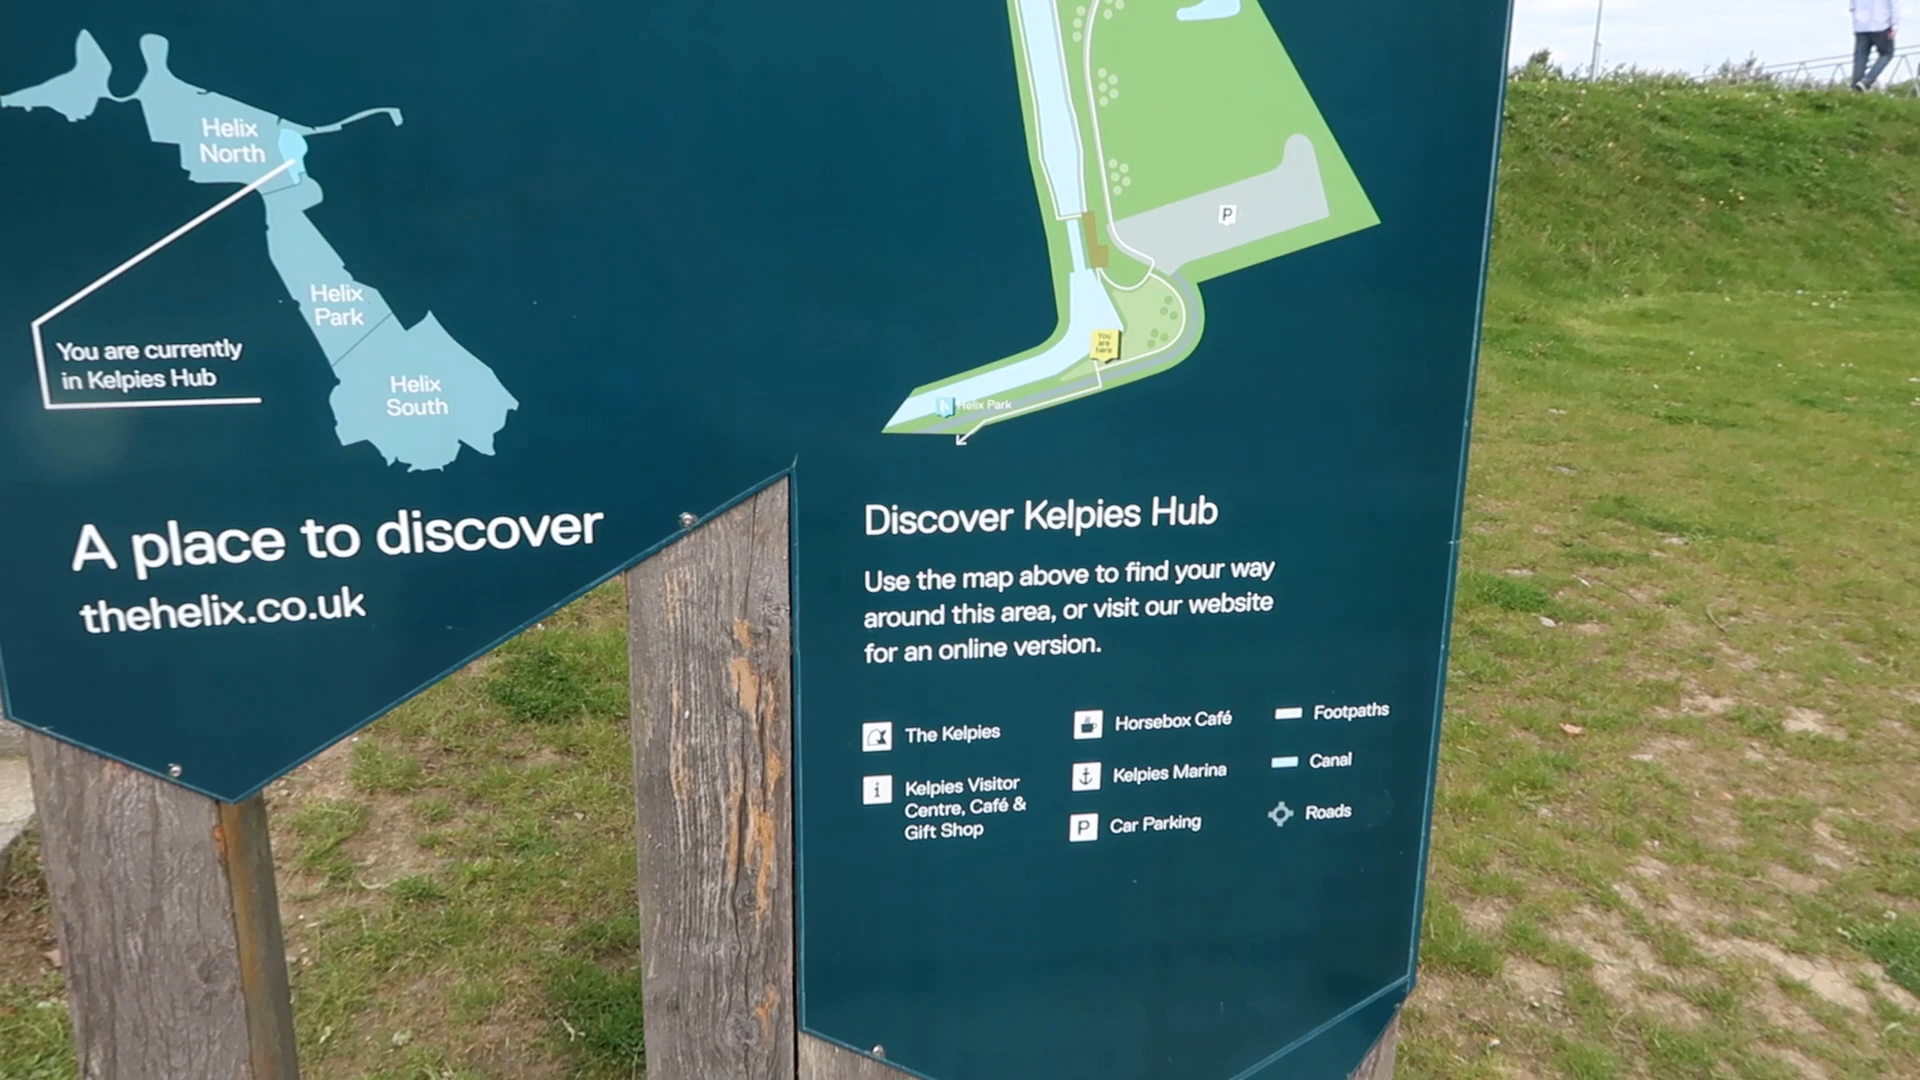 Helix
North
You are currently
in Kelpies Hub
Helix
Park
Helix
South
A place to discover
thehelix.co.uk
P
You
are
here
Helix Park
Discover Kelpies Hub
Use the map above to find your way
around this area, or visit our website
for an online version.
The Kelpies
i
Kelpies Visitor
Centre, Café &
Gift Shop
Horsebox Café
Kelpies Marina
P
Car Parking
Footpaths
Canal
Roads